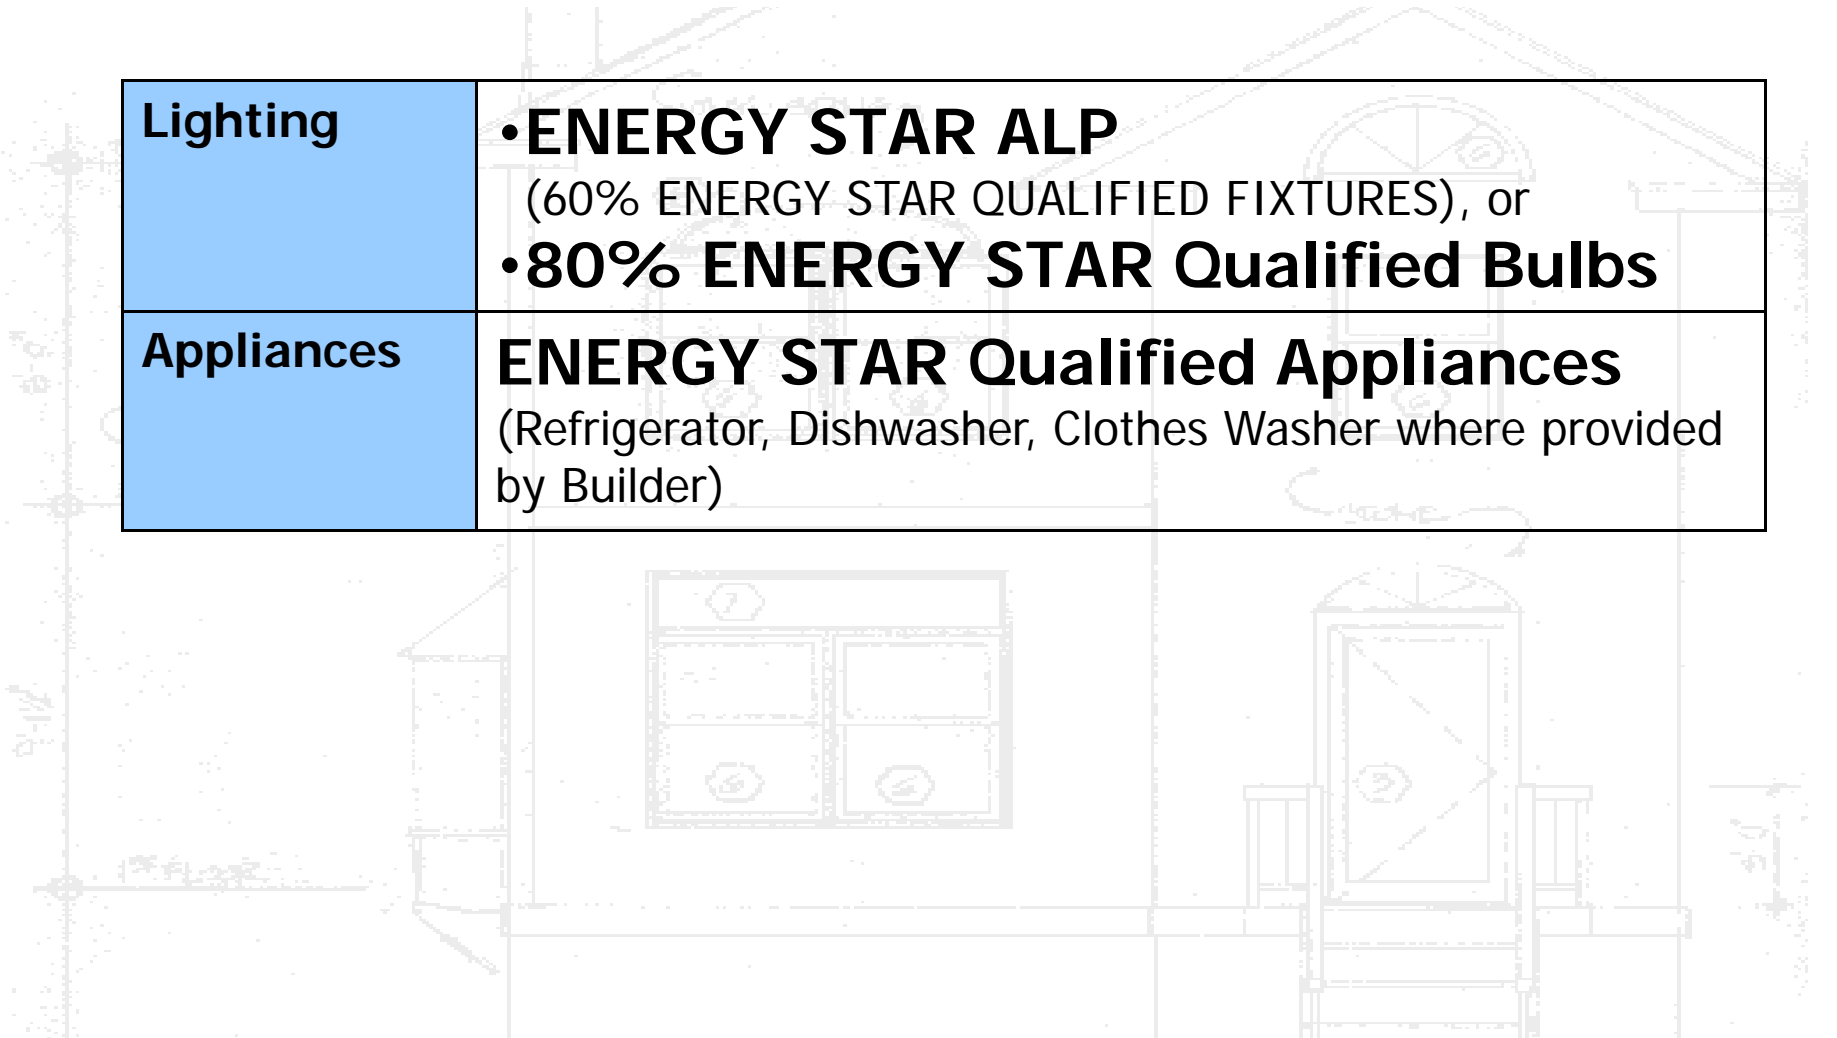 Lighting
•ENERGY STAR ALP
(60% ENERGY STAR QUALIFIED FIXTURES), or
•80% ENERGY STAR Qualified Bulbs
Appliances
ENERGY STAR Qualified Appliances
(Refrigerator, Dishwasher, Clothes Washer where provided
by Builder)